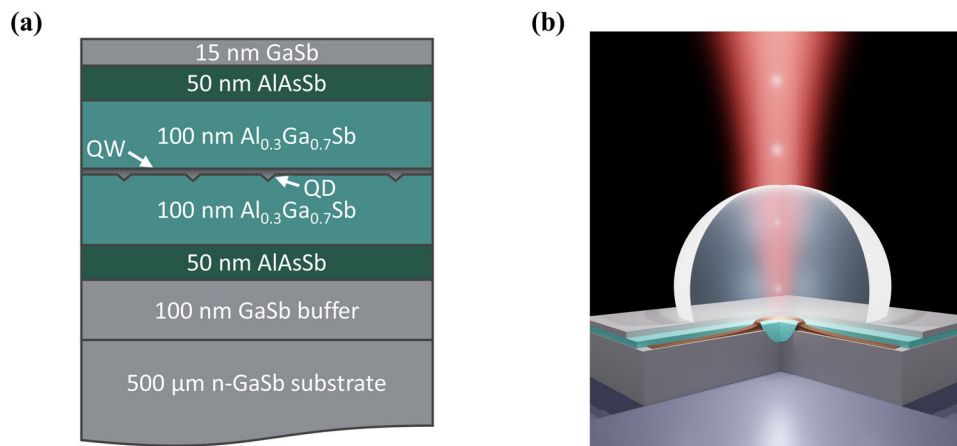 (a)
15 nm GaSb
50 nm AlAsSb
100 nm Al₀.₃Ga₀.₇Sb
QW
QD
100 nm Al₀.₃Ga₀.₇Sb
50 nm AlAsSb
100 nm GaSb buffer
500 μm n-GaSb substrate
(b)